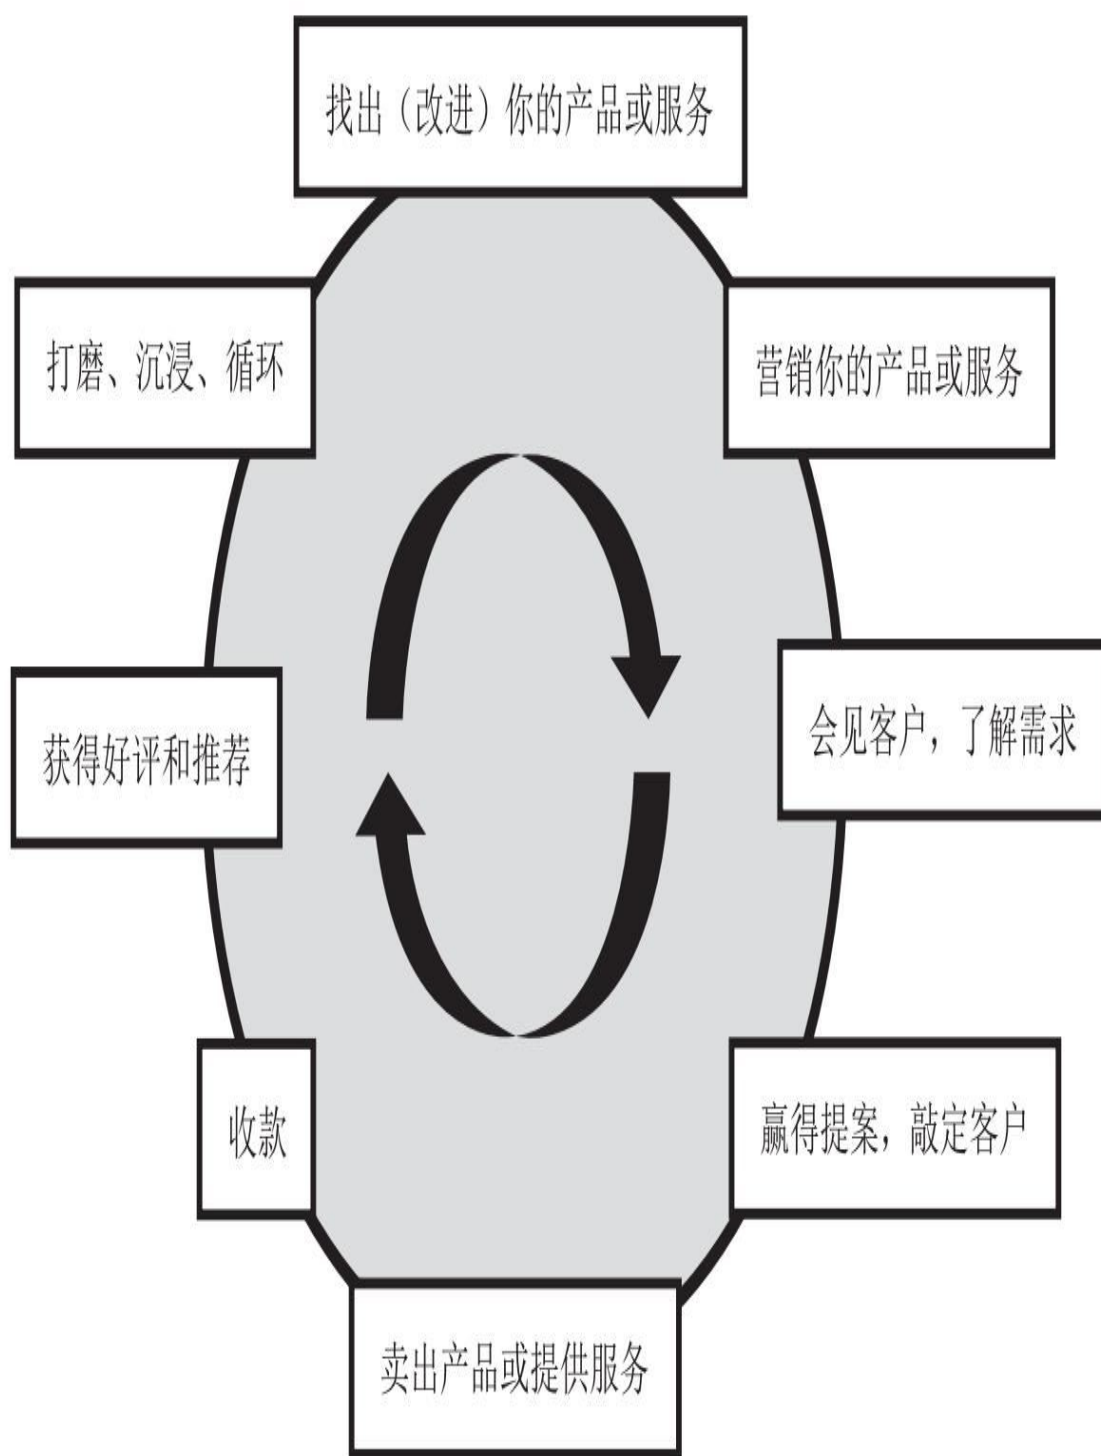 找出（改进）你的产品或服务
打磨、沉浸、循环
营销你的产品或服务
获得好评和推荐
会见客户，了解需求
收款
赢得提案，敲定客户
卖出产品或提供服务